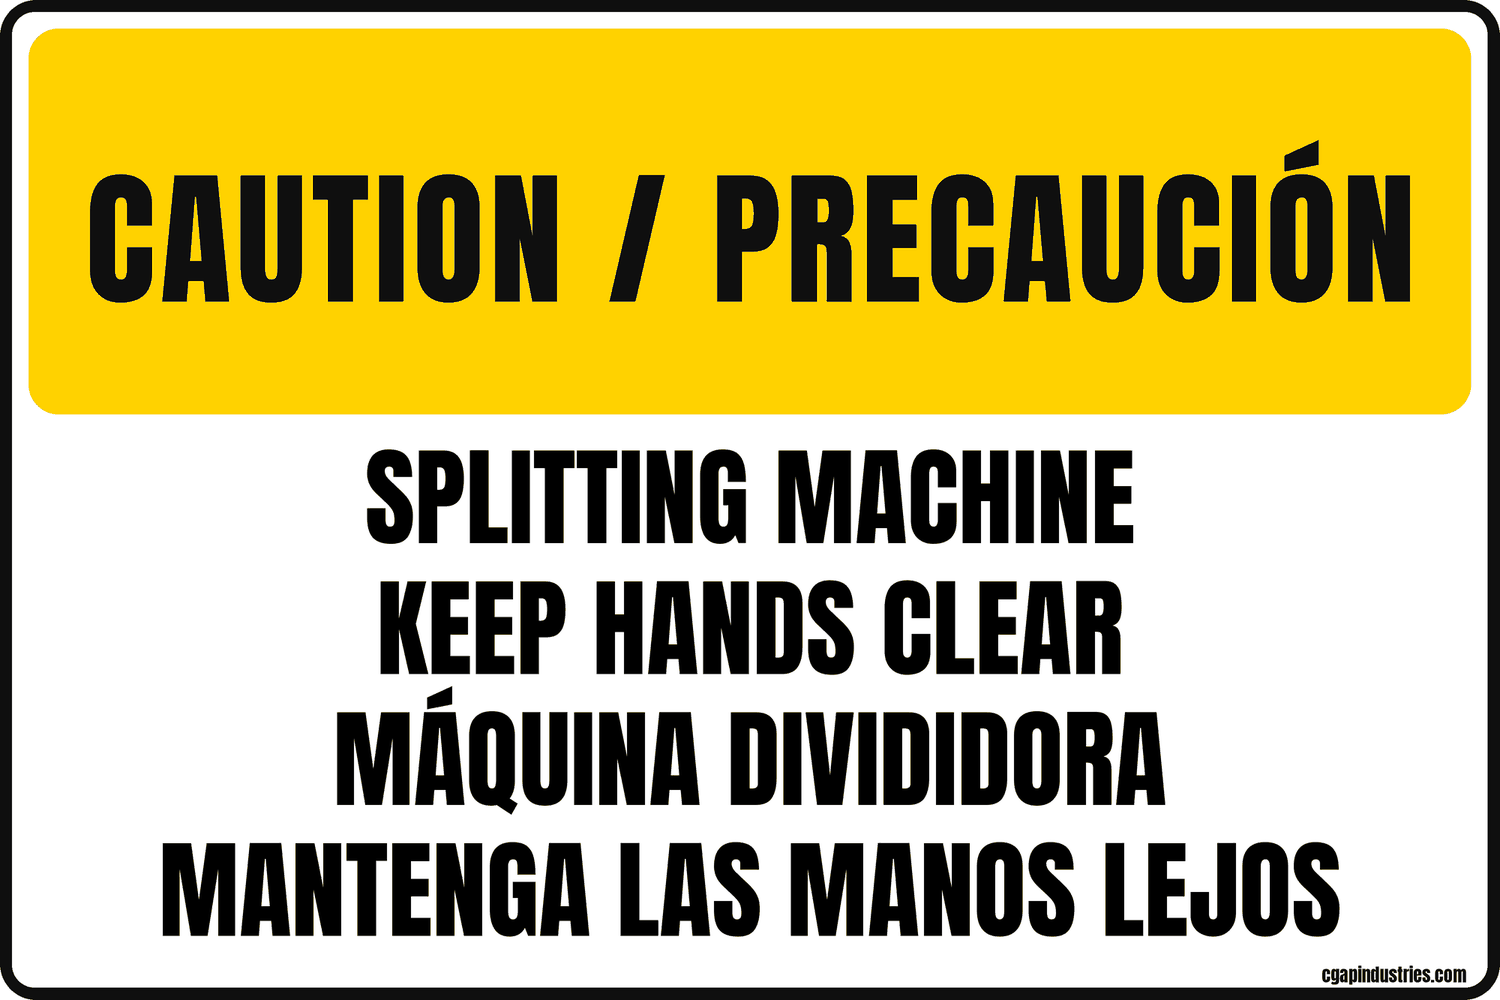 CAUTION / PRECAUCIÓN
SPLITTING MACHINE
KEEP HANDS CLEAR
MÁQUINA DIVIDIDORA
MANTENGA LAS MANOS LEJOS
cgapindustries.com